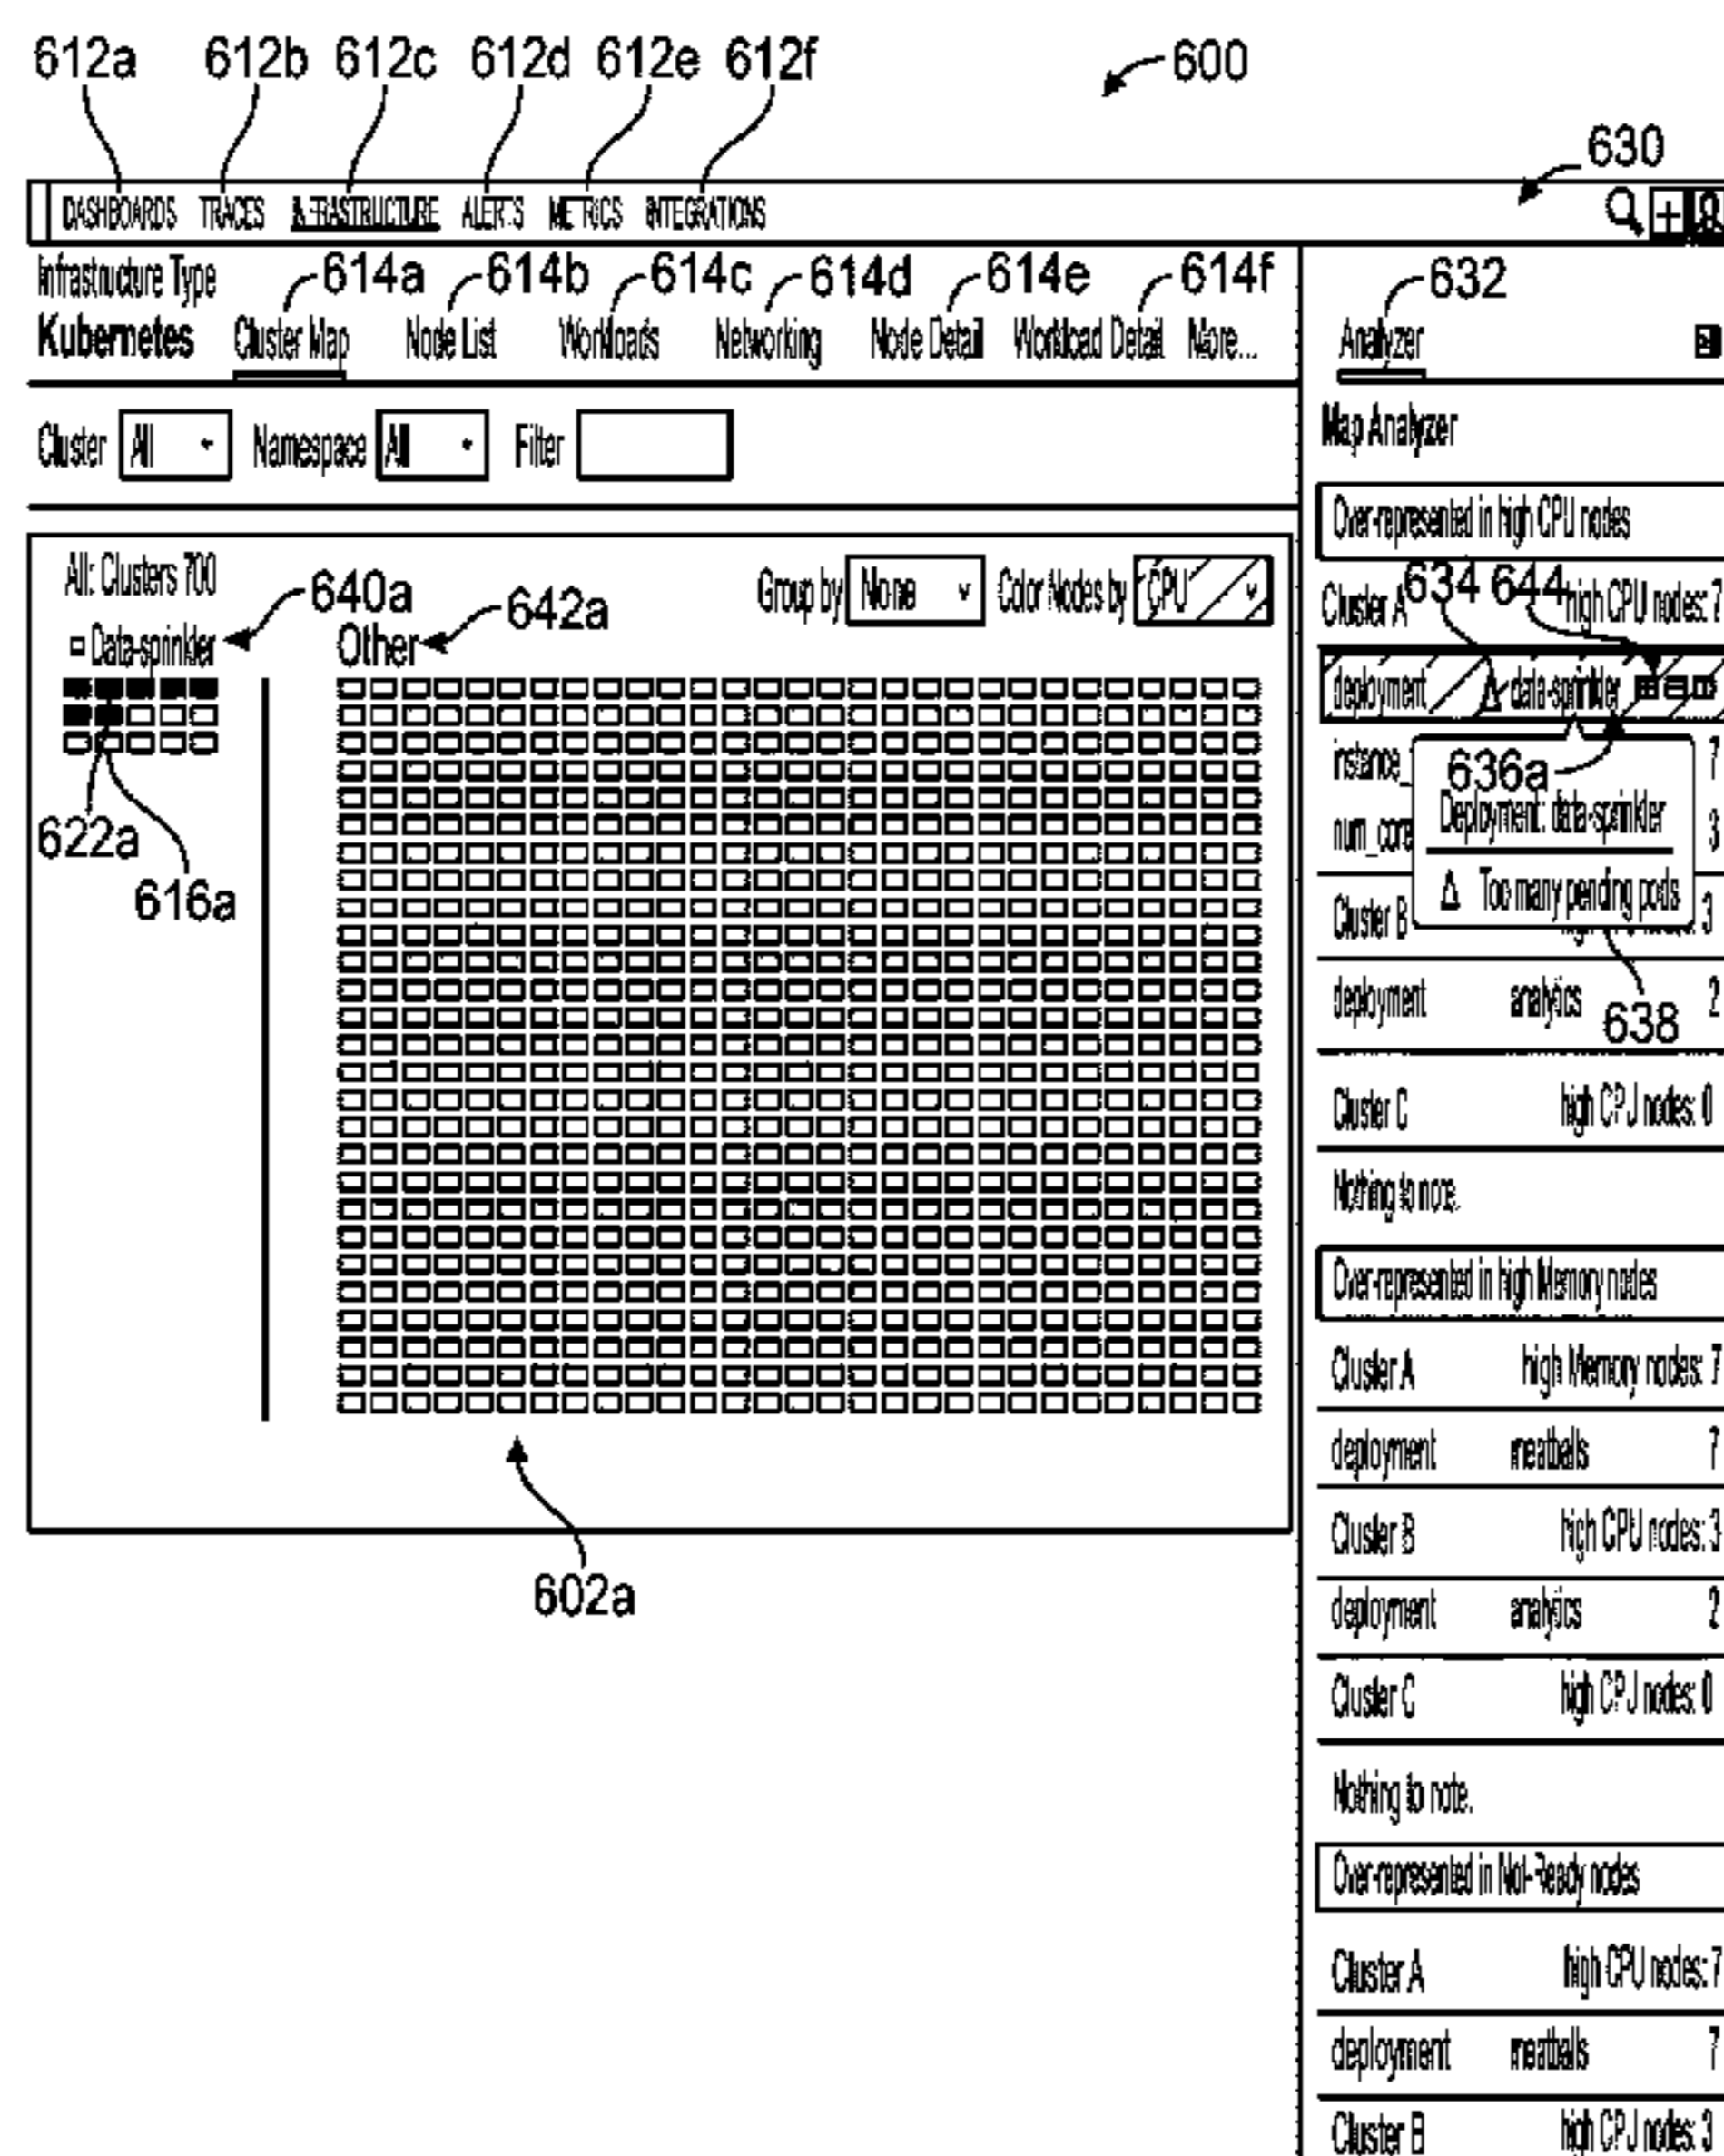 612a 612b 612c 612d 612e 612f
600
630
DASHBOARDS TRACES INFRASTRUCTURE ALERTS METRICS INTEGRATIONS
Infrastructure Type
614a 614b 614c 614d 614e 614f
Kubernetes Cluster Map Node List Workloads Networking Node Detail Workload Detail More...
Cluster All Namespace All Filter
All: Clusters 700
640a
642a
Group by None Color Nodes by CPU
Data-sprinkler
Other
622a
616a
602a
632
Analyzer
Map Analyzer
Over-represented in high CPU nodes
634 644
Cluster A high CPU nodes: 7
deployment data-sprinkler
instance_ 7
636a
num_core 3
Deployment: data-sprinkler
Too many pending pods
Cluster B 3
deployment analytics 2
638
Cluster C high CPU nodes: 0
Nothing to note.
Over-represented in high Memory nodes
Cluster A high Memory nodes: 7
deployment meatballs 7
Cluster B high CPU nodes: 3
deployment analytics 2
Cluster C high CPU nodes: 0
Nothing to note.
Over-represented in Not-Ready nodes
Cluster A high CPU nodes: 7
deployment meatballs 7
Cluster B high CPU nodes: 3